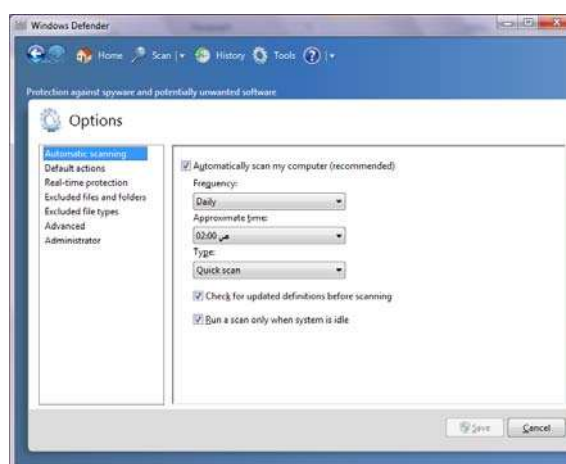 Windows Defender
Home Scan History Tools
Protection against spyware and potentially unwanted software
Options
Automatic scanning
Default actions
Real-time protection
Excluded files and folders
Excluded file types
Advanced
Administrator
Automatically scan my computer (recommended)
Frequency:
Daily
Approximate time:
02:00 ص
Type:
Quick scan
Check for updated definitions before scanning
Run a scan only when system is idle
Save Cancel